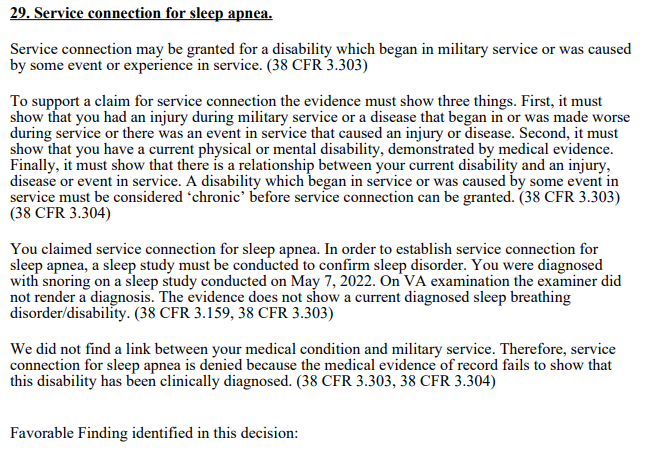 29. Service connection for sleep apnea.
Service connection may be granted for a disability which began in military service or was caused
by some event or experience in service. (38 CFR 3.303)
To support a claim for service connection the evidence must show three things. First, it must
show that you had an injury during military service or a disease that began in or was made worse
during service or there was an event in service that caused an injury or disease. Second, it must
show that you have a current physical or mental disability, demonstrated by medical evidence.
Finally, it must show that there is a relationship between your current disability and an injury,
disease or event in service. A disability which began in service or was caused by some event in
service must be considered ‘chronic’ before service connection can be granted. (38 CFR 3.303)
(38 CFR 3.304)
You claimed service connection for sleep apnea. In order to establish service connection for
sleep apnea, a sleep study must be conducted to confirm sleep disorder. You were diagnosed
with snoring on a sleep study conducted on May 7, 2022. On VA examination the examiner did
not render a diagnosis. The evidence does not show a current diagnosed sleep breathing
disorder/disability. (38 CFR 3.159, 38 CFR 3.303)
We did not find a link between your medical condition and military service. Therefore, service
connection for sleep apnea is denied because the medical evidence of record fails to show that
this disability has been clinically diagnosed. (38 CFR 3.303, 38 CFR 3.304)
Favorable Finding identified in this decision: